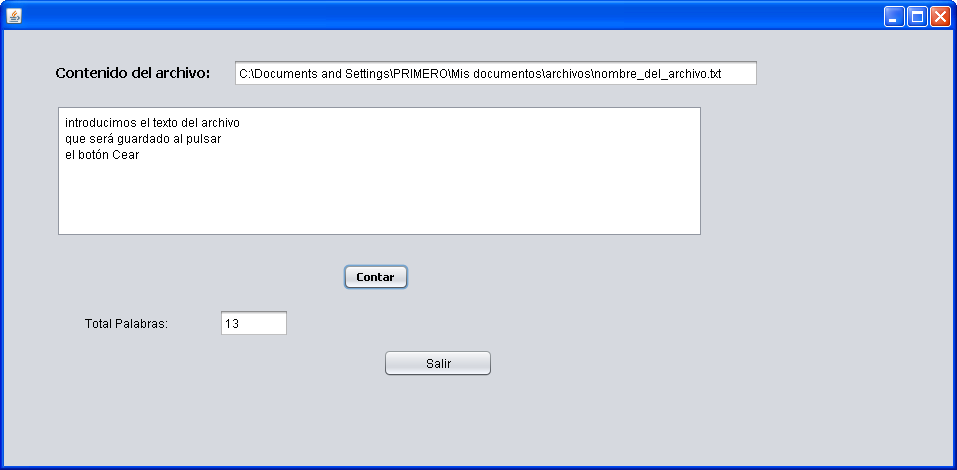 Contenido del archivo: C:\Documents and Settings\PRIMERO\Mis documentos\archivos\nombre_del_archivo.txt
introducimos el texto del archivo
que será guardado al pulsar
el botón Cear
Contar
Total Palabras: 13
Salir